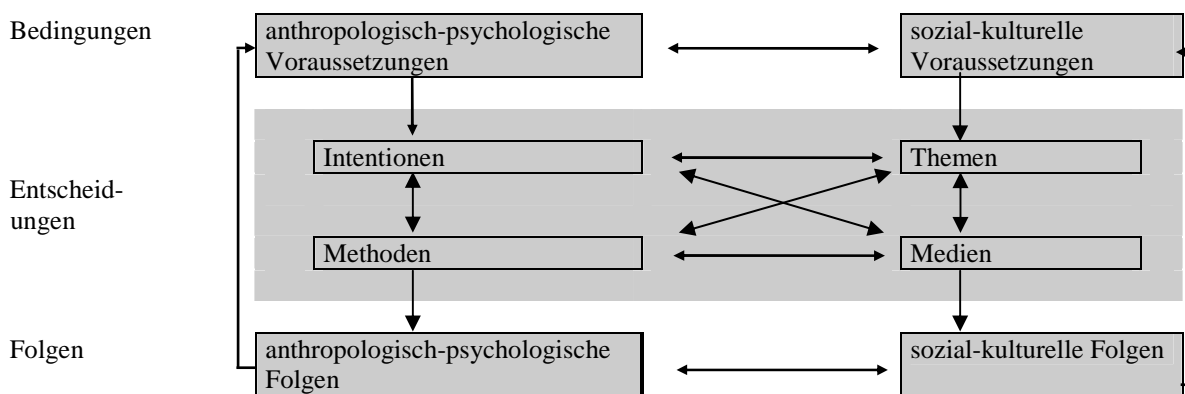 Bedingungen
anthropologisch-psychologische
Voraussetzungen
sozial-kulturelle
Voraussetzungen
Entscheid-
ungen
Intentionen
Themen
Methoden
Medien
Folgen
anthropologisch-psychologische
Folgen
sozial-kulturelle Folgen